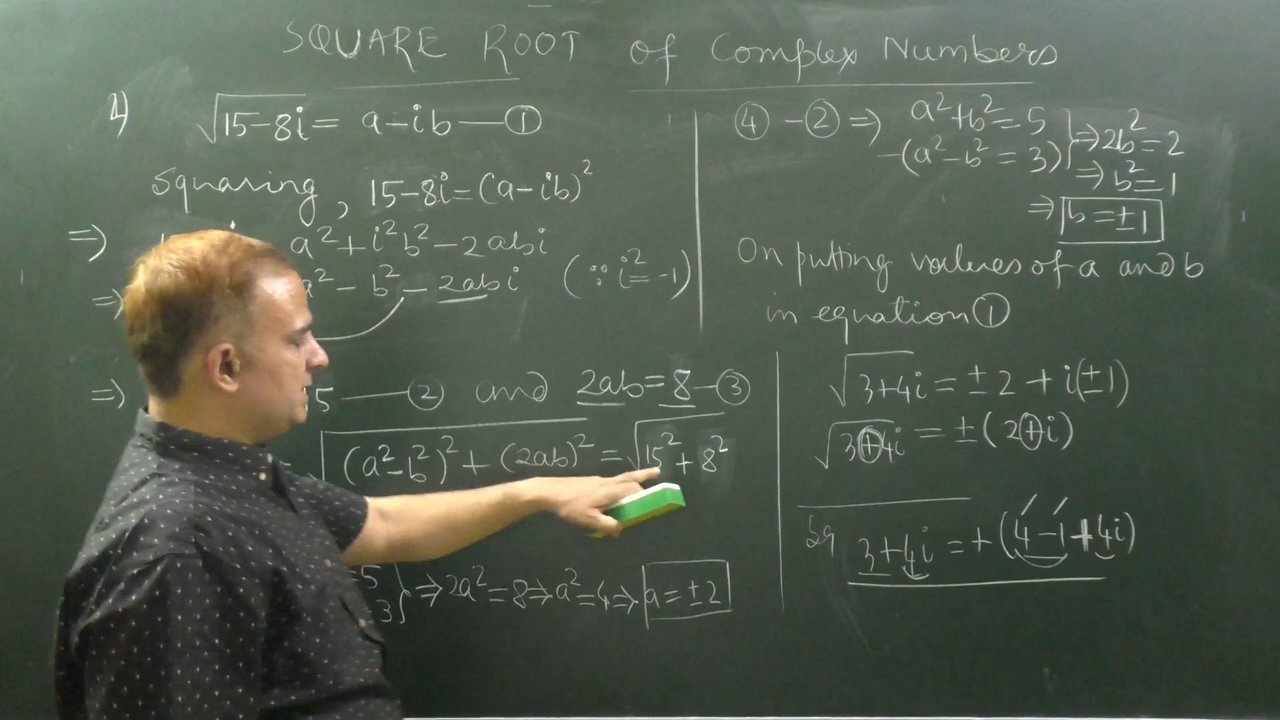 SQUARE ROOT of Complex Numbers
2) √15-8i = a-ib — ①
Squaring, 15-8i = (a-ib)²
⇒ a²+i²b²-2abi
⇒ a² - b² - 2abi (∵ i²=-1)
⇒ 15 — ② and 2ab = 8 — ③
√(a²-b²)² + (2ab)² = √15² + 8²
5
3 } ⇒ 2a² = 8 ⇒ a² = 4 ⇒ a = ±2
④ - ② ⇒ a²+b² = 5
-(a²-b² = 3) } ⇒ 2b² = 2
⇒ b² = 1
⇒ b = ±1
On putting values of a and b
in equation ①
√3+4i = ±2 + i(±1)
√3+4i = ±(2+i)
Sq 3+4i = +(4-1+4i)